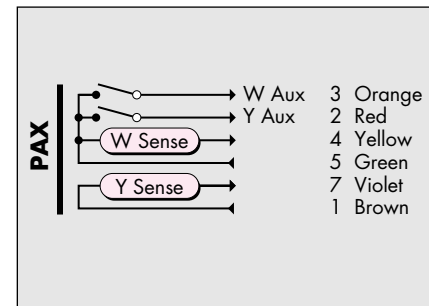 PAX
W Aux 3 Orange
Y Aux 2 Red
W Sense 4 Yellow
5 Green
Y Sense 7 Violet
1 Brown